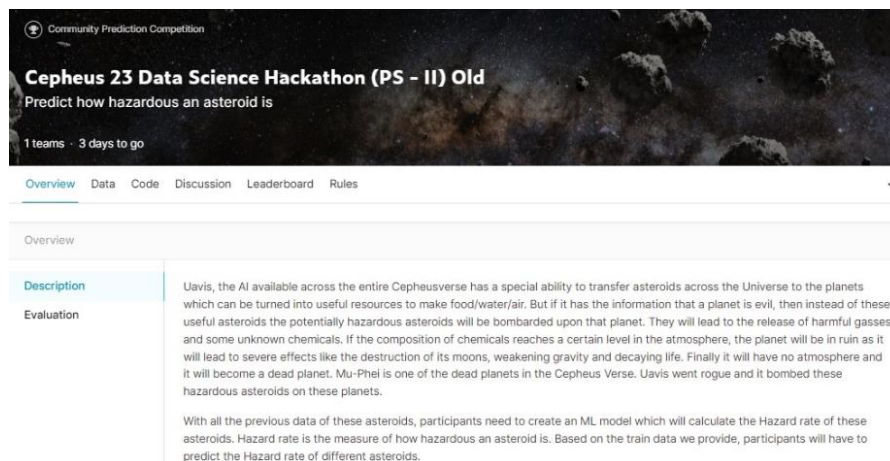 Community Prediction Competition
Cepheus 23 Data Science Hackathon (PS - II) Old
Predict how hazardous an asteroid is
1 teams · 3 days to go
Overview Data Code Discussion Leaderboard Rules
Overview
Description
Evaluation
Uavis, the AI available across the entire Cepheusverse has a special ability to transfer asteroids across the Universe to the planets
which can be turned into useful resources to make food/water/air. But if it has the information that a planet is evil, then instead of these
useful asteroids the potentially hazardous asteroids will be bombarded upon that planet. They will lead to the release of harmful gasses
and some unknown chemicals. If the composition of chemicals reaches a certain level in the atmosphere, the planet will be in ruin as it
will lead to severe effects like the destruction of its moons, weakening gravity and decaying life. Finally it will have no atmosphere and
it will become a dead planet. Mu-Phei is one of the dead planets in the Cepheus Verse. Uavis went rogue and it bombed these
hazardous asteroids on these planets.
With all the previous data of these asteroids, participants need to create an ML model which will calculate the Hazard rate of these
asteroids. Hazard rate is the measure of how hazardous an asteroid is. Based on the train data we provide, participants will have to
predict the Hazard rate of different asteroids.